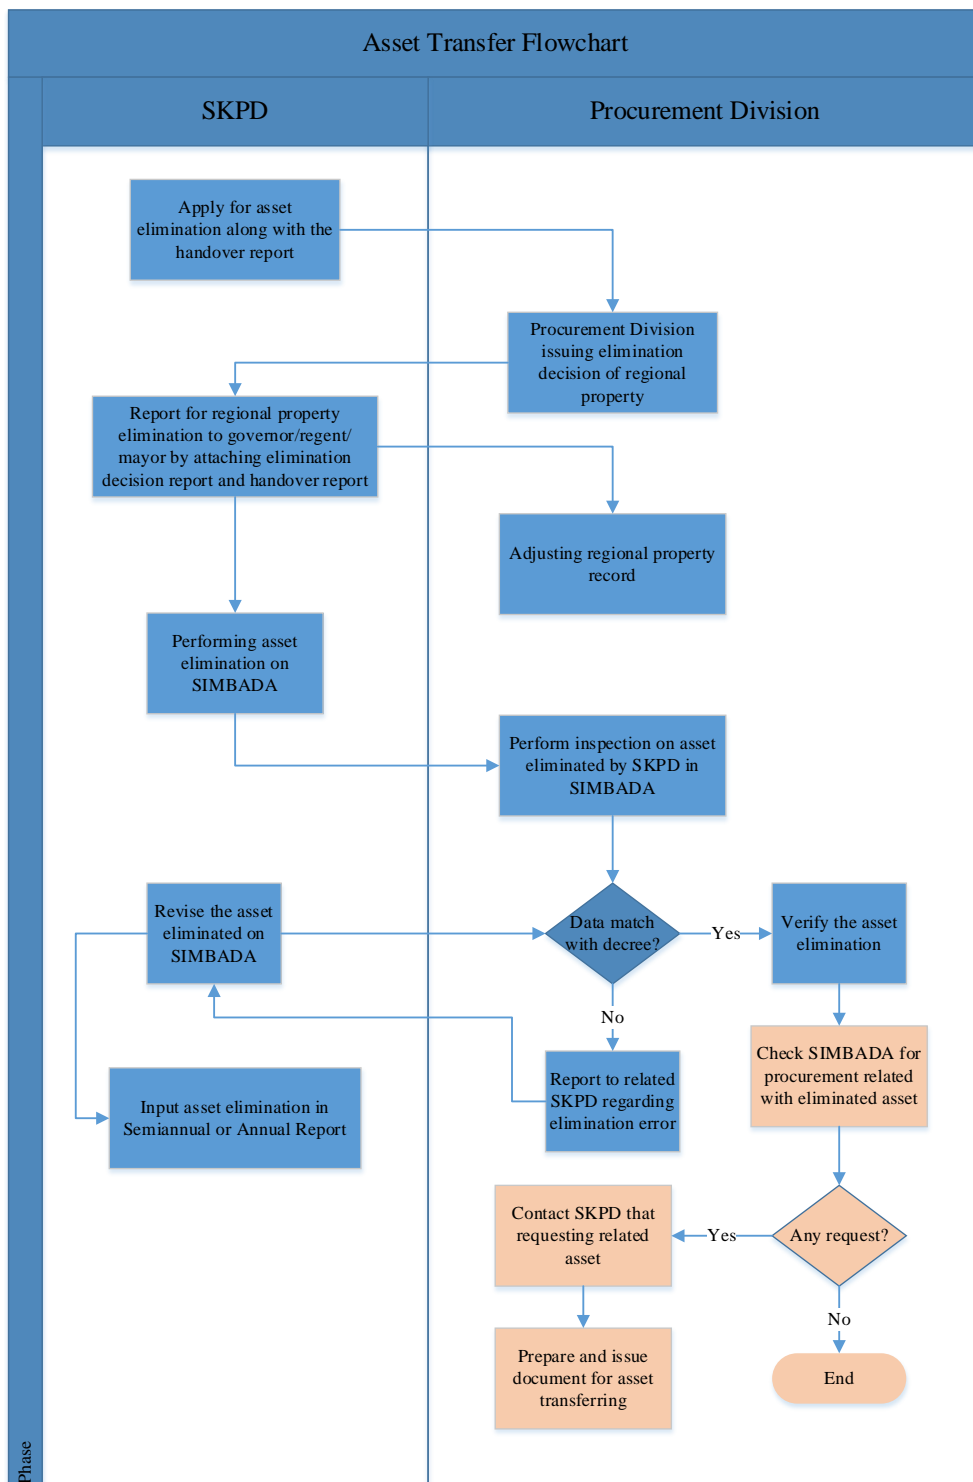 Asset Transfer Flowchart
SKPD
Procurement Division
Apply for asset
elimination along with the
handover report
Procurement Division
issuing elimination
decision of regional
property
Report for regional property
elimination to governor/regent/
mayor by attaching elimination
decision report and handover report
Adjusting regional property
record
Performing asset
elimination on
SIMBADA
Perform inspection on asset
eliminated by SKPD in
SIMBADA
Revise the asset
eliminated on
SIMBADA
Data match
with decree?
Yes
Verify the asset
elimination
No
Check SIMBADA for
procurement related
with eliminated asset
Report to related
SKPD regarding
elimination error
Input asset elimination in
Semiannual or Annual Report
Contact SKPD that
requesting related
asset
Yes
Any request?
No
Prepare and issue
document for asset
transferring
End
Phase